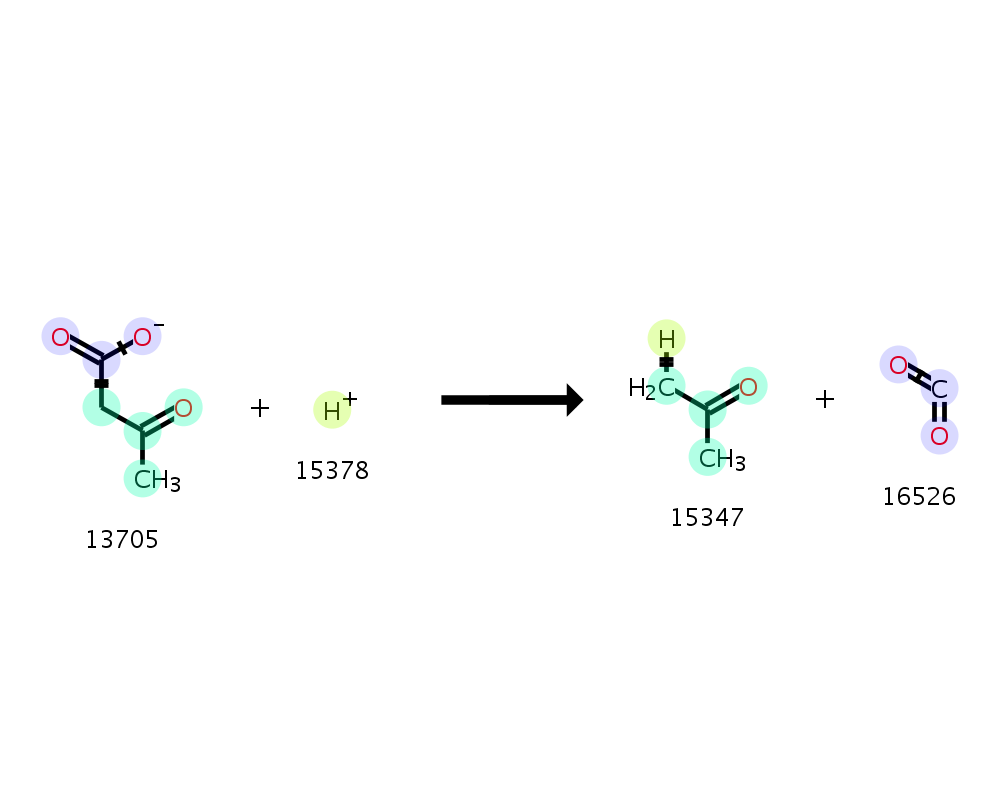 O O⁻
O
CH₃
13705
+
H⁺
15378
H
H₂C O
CH₃
15347
+
O C
O
16526